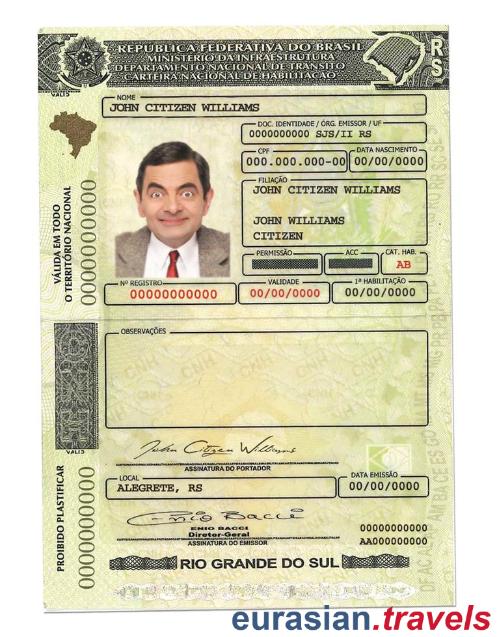 REPÚBLICA FEDERATIVA DO BRASIL
MINISTÉRIO DA INFRAESTRUTURA
DEPARTAMENTO NACIONAL DE TRÂNSITO
CARTEIRA NACIONAL DE HABILITAÇÃO
RS
NOME
JOHN CITIZEN WILLIAMS
DOC. IDENTIDADE / ÓRG. EMISSOR / UF
0000000000 SJS/II RS
CPF
000.000.000-00
DATA NASCIMENTO
00/00/0000
FILIAÇÃO
JOHN CITIZEN WILLIAMS
JOHN WILLIAMS
CITIZEN
PERMISSÃO
ACC
CAT. HAB.
AB
Nº REGISTRO
00000000000
VALIDADE
00/00/0000
1ª HABILITAÇÃO
00/00/0000
VÁLIDA EM TODO
O TERRITÓRIO NACIONAL
0000000000
OBSERVAÇÕES
John Citizen Williams
ASSINATURA DO PORTADOR
LOCAL
ALEGRETE, RS
DATA EMISSÃO
00/00/0000
PROIBIDO PLASTIFICAR
0000000000
Enio Bacci
ENIO BACCI
Diretor-Geral
ASSINATURA DO EMISSOR
00000000000
AA000000000
RIO GRANDE DO SUL
eurasian.travels